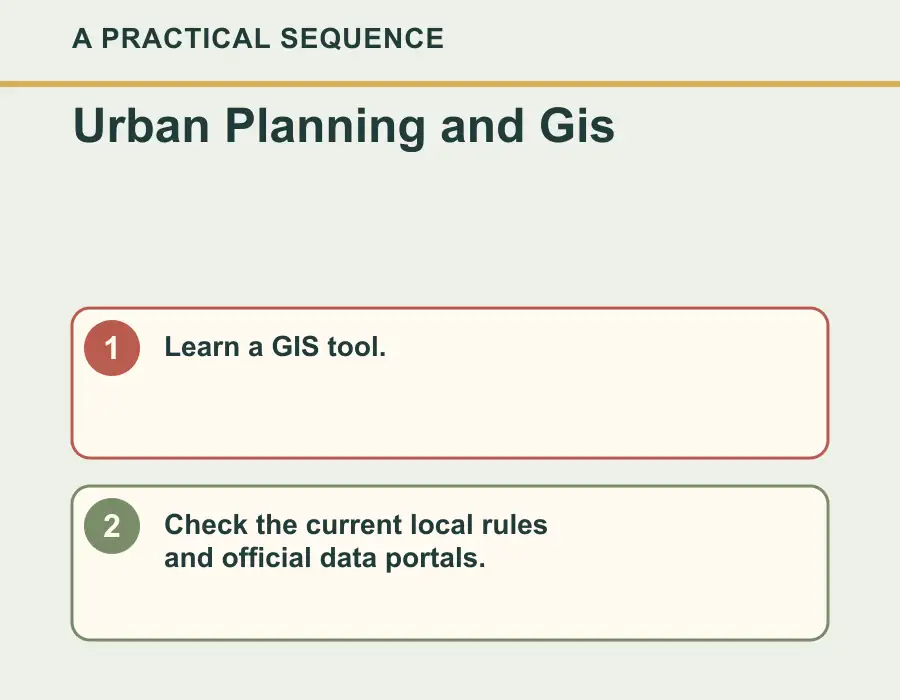 A PRACTICAL SEQUENCE
Urban Planning and Gis
1
Learn a GIS tool.
2
Check the current local rules
and official data portals.